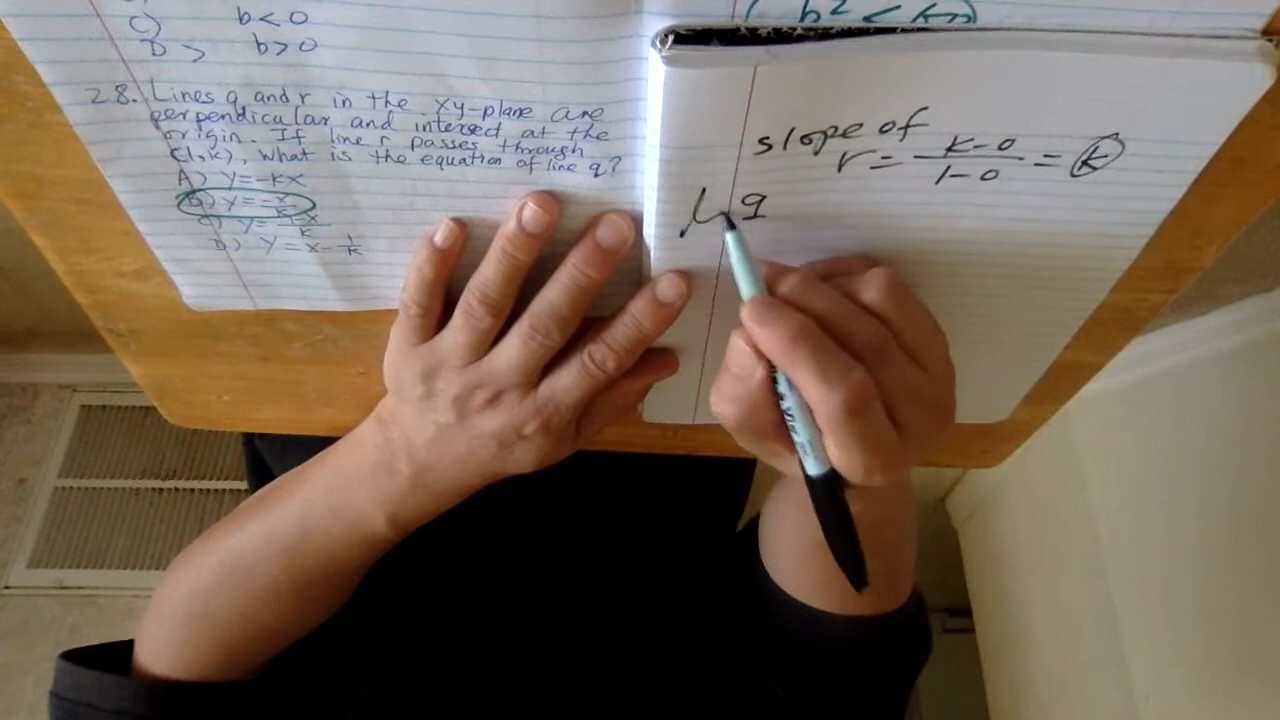 C) b < 0
D > b > 0
28. Lines q and r in the xy-plane are
perpendicular and intersect at the
origin. If line r passes through
(1,k), what is the equation of line q?
A) y=-kx
B) y=-x/k
y=
D) y=x-1/k
b² <
slope of
r = k-0/1-0 = k
q